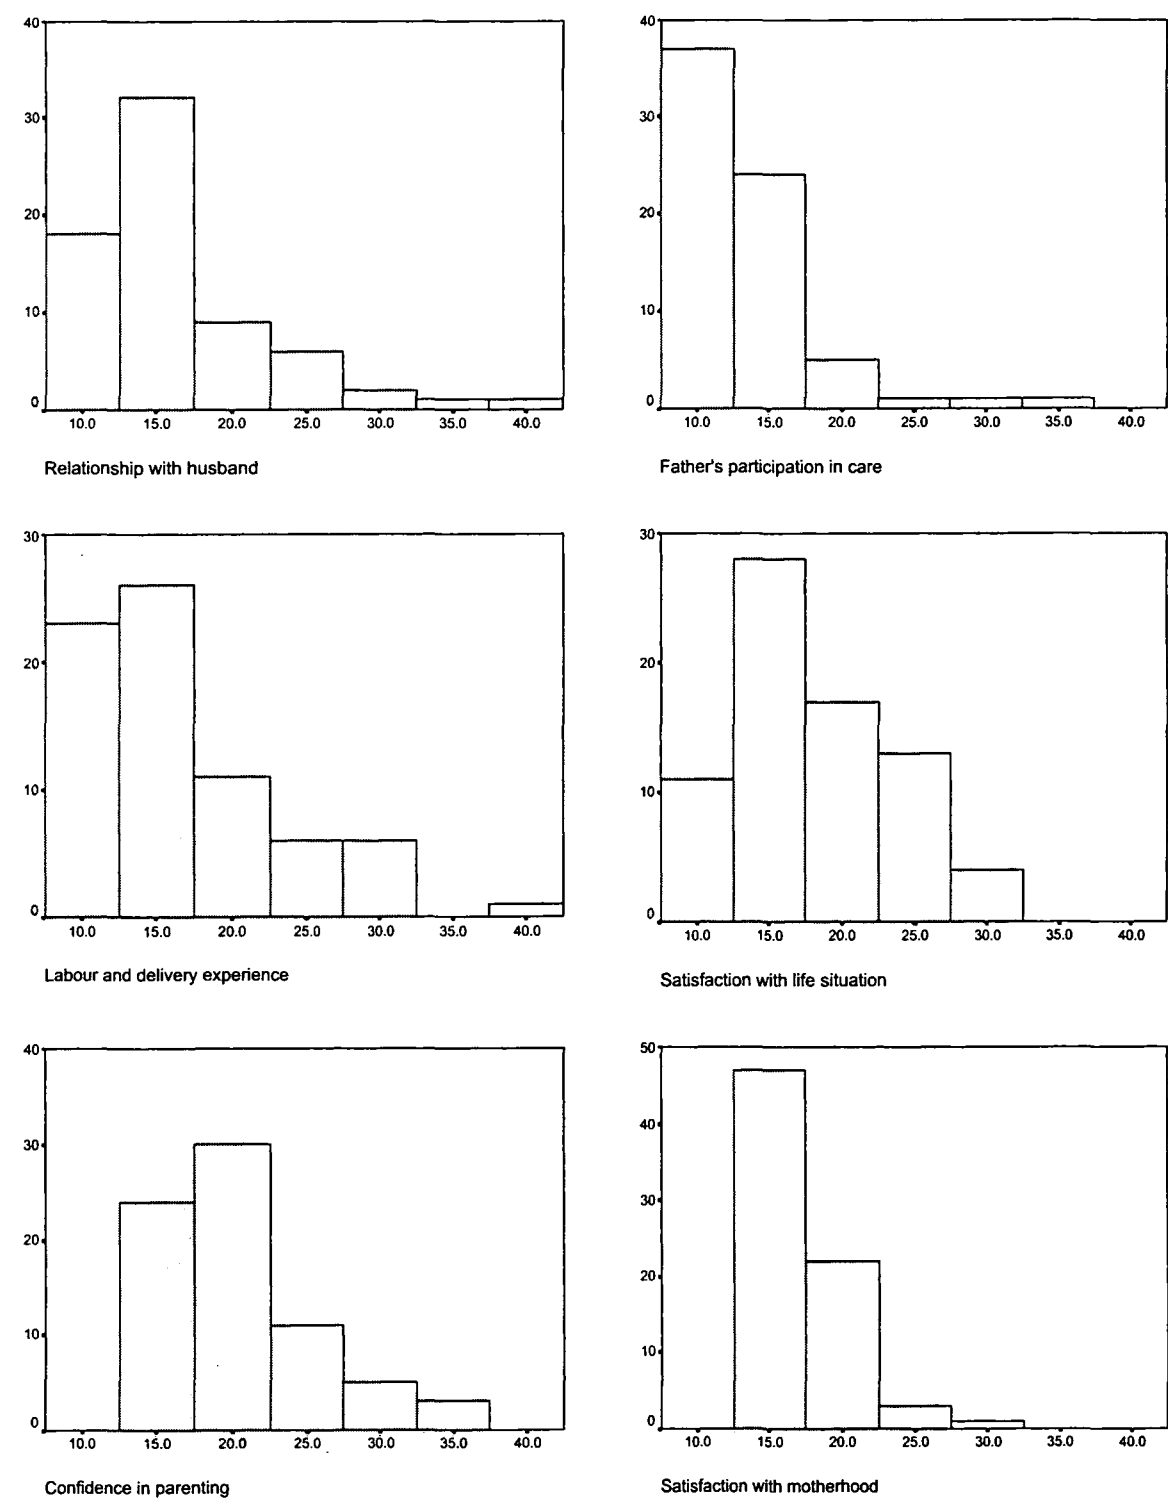 40
30
20
10
0
10.0 15.0 20.0 25.0 30.0 35.0 40.0
Relationship with husband
40
30
20
10
0
10.0 15.0 20.0 25.0 30.0 35.0 40.0
Father's participation in care
30
20
10
0
10.0 15.0 20.0 25.0 30.0 35.0 40.0
Labour and delivery experience
30
20
10
0
10.0 15.0 20.0 25.0 30.0 35.0 40.0
Satisfaction with life situation
40
30
20
10
0
10.0 15.0 20.0 25.0 30.0 35.0 40.0
Confidence in parenting
50
40
30
20
10
0
10.0 15.0 20.0 25.0 30.0 35.0 40.0
Satisfaction with motherhood